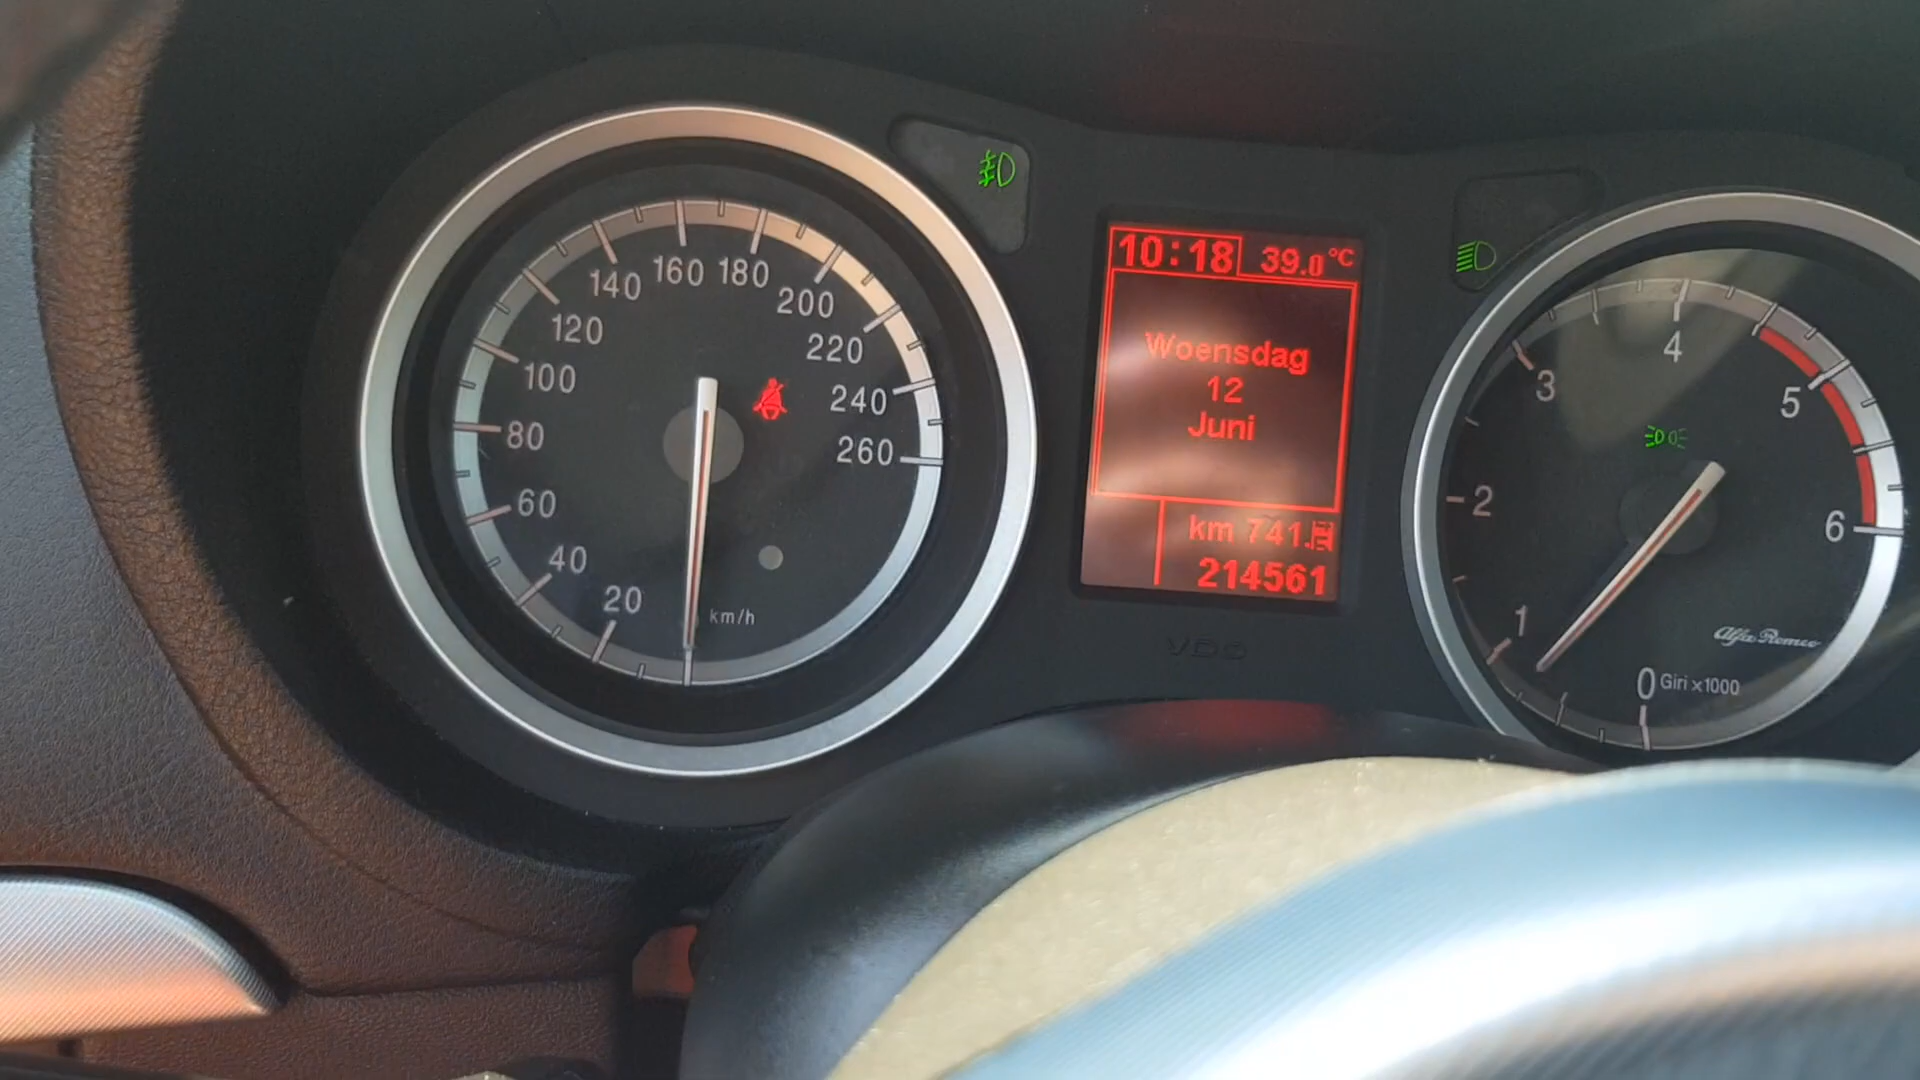 20
40
60
80
100
120
140
160
180
200
220
240
260
km/h
10:18 39.0°C
Woensdag
12
Juni
km 741.
214561
VDO
0
1
2
3
4
5
6
Giri x1000
Alfa Romeo